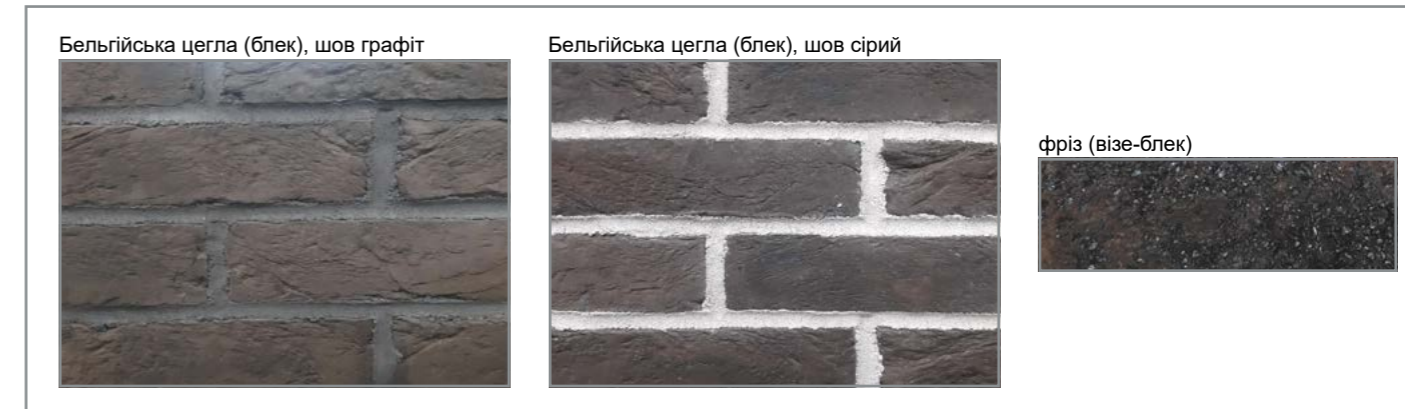 Бельгійська цегла (блек), шов графіт
Бельгійська цегла (блек), шов сірий
фріз (візе-блек)